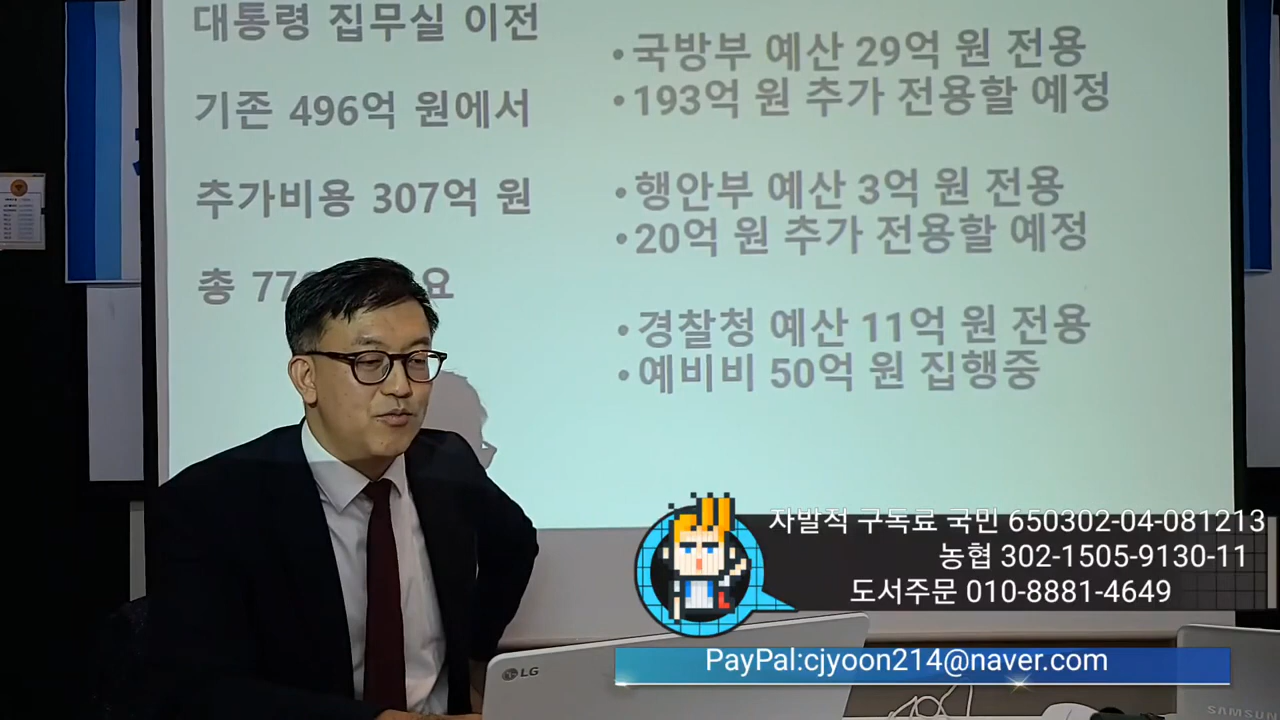 대통령 집무실 이전
기존 496억 원에서
추가비용 307억 원
총 77 요
•국방부 예산 29억 원 전용
•193억 원 추가 전용할 예정
•행안부 예산 3억 원 전용
•20억 원 추가 전용할 예정
•경찰청 예산 11억 원 전용
•예비비 50억 원 집행중
자발적 구독료 국민 650302-04-081213
농협 302-1505-9130-11
도서주문 010-8881-4649
PayPal:cjyoon214@naver.com
LG
SAMSUN